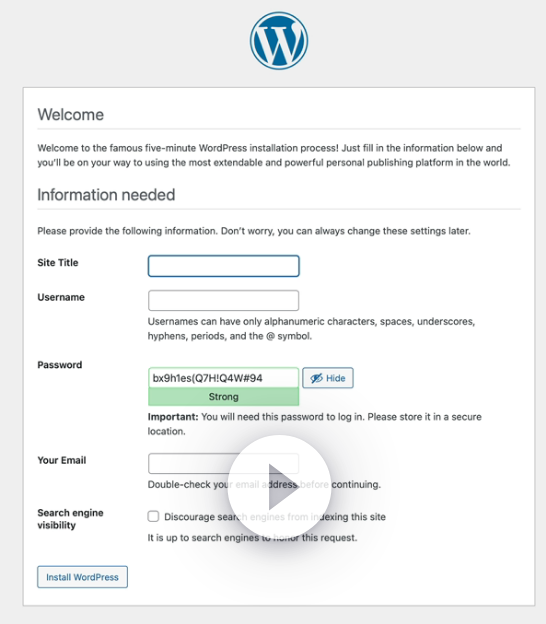 Welcome
Welcome to the famous five-minute WordPress installation process! Just fill in the information below and
you'll be on your way to using the most extendable and powerful personal publishing platform in the world.
Information needed
Please provide the following information. Don't worry, you can always change these settings later.
Site Title
Username
Usernames can have only alphanumeric characters, spaces, underscores,
hyphens, periods, and the @ symbol.
Password
bx9h1es(Q7H!Q4W#94
Hide
Strong
Important: You will need this password to log in. Please store it in a secure
location.
Your Email
Double-check your email address before continuing.
Search engine
visibility
Discourage search engines from indexing this site
It is up to search engines to honor this request.
Install WordPress